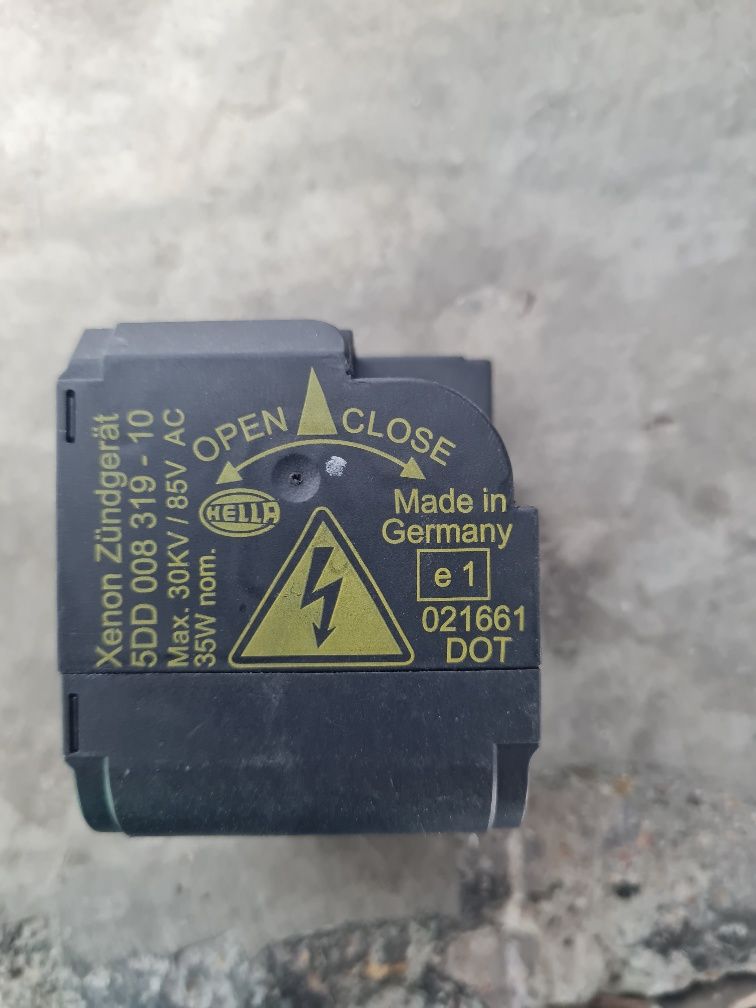 OPEN CLOSE
HELLA
Made in
Germany
e 1
021661
DOT
Xenon Zündgerät
5DD 008 319 - 10
Max. 30KV / 85V AC
35W nom.